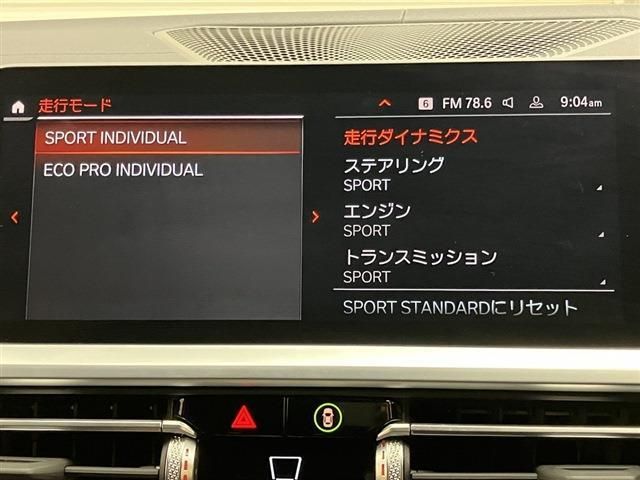 走行モード
6 FM 78.6 9:04am
SPORT INDIVIDUAL
ECO PRO INDIVIDUAL
走行ダイナミクス
ステアリング
SPORT
エンジン
SPORT
トランスミッション
SPORT
SPORT STANDARDにリセット